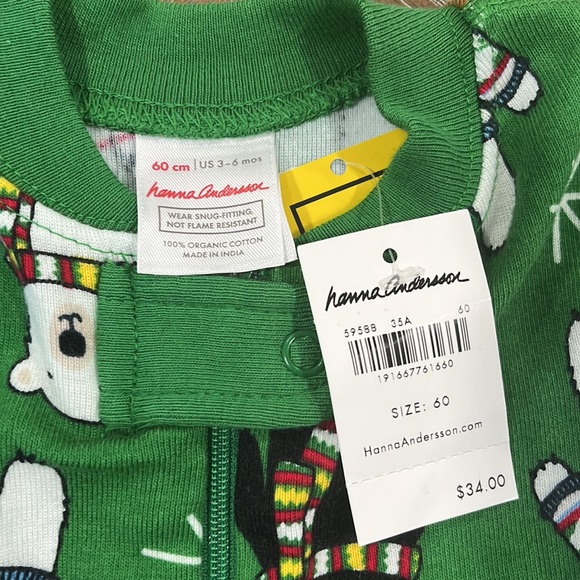 60 cm | US 3-6 mos
hanna andersson
WEAR SNUG-FITTING,
NOT FLAME RESISTANT
100% ORGANIC COTTON
MADE IN INDIA
hanna andersson
595BB 35A 60
191667761660
SIZE: 60
HannaAndersson.com
$34.00